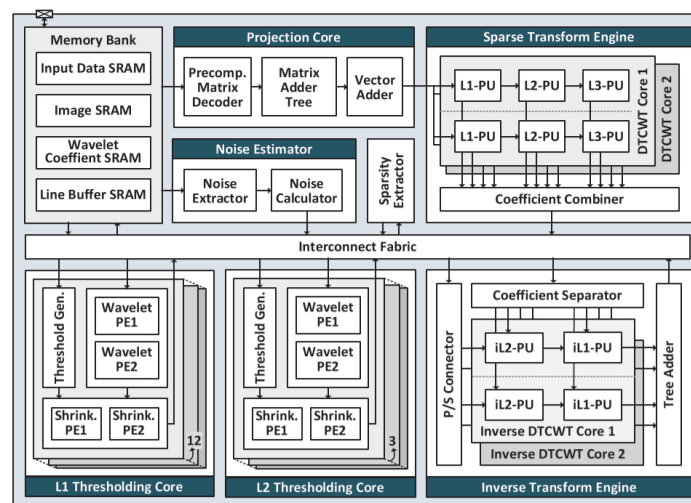 Memory Bank
Input Data SRAM
Image SRAM
Wavelet
Coeffient SRAM
Line Buffer SRAM
Projection Core
Precomp.
Matrix
Decoder
Matrix
Adder
Tree
Vector
Adder
Noise Estimator
Noise
Extractor
Noise
Calculator
Sparsity
Extractor
Sparse Transform Engine
L1-PU
L2-PU
L3-PU
L1-PU
L2-PU
L3-PU
DTCWT Core 1
DTCWT Core 2
Coefficient Combiner
Interconnect Fabric
Threshold Gen.
Wavelet
PE1
Wavelet
PE2
Shrink.
PE1
Shrink.
PE2
12
L1 Thresholding Core
Threshold Gen.
Wavelet
PE1
Wavelet
PE2
Shrink.
PE1
Shrink.
PE2
3
L2 Thresholding Core
P/S Connector
Coefficient Separator
iL2-PU
iL1-PU
iL2-PU
iL1-PU
Inverse DTCWT Core 1
Inverse DTCWT Core 2
Tree Adder
Inverse Transform Engine